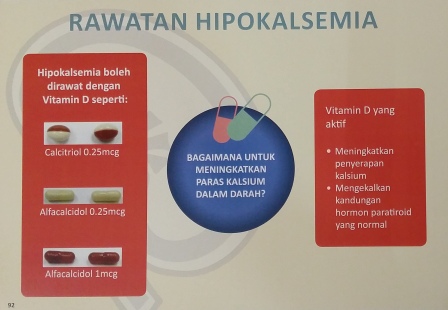 RAWATAN HIPOKALSEMIA
Hipokalsemia boleh
dirawat dengan
Vitamin D seperti:
Calcitriol 0.25mcg
Alfacalcidol 0.25mcg
Alfacalcidol 1mcg
BAGAIMANA UNTUK
MENINGKATKAN
PARAS KALSIUM
DALAM DARAH?
Vitamin D yang
aktif
• Meningkatkan
penyerapan
kalsium
• Mengekalkan
kandungan
hormon paratiroid
yang normal
92